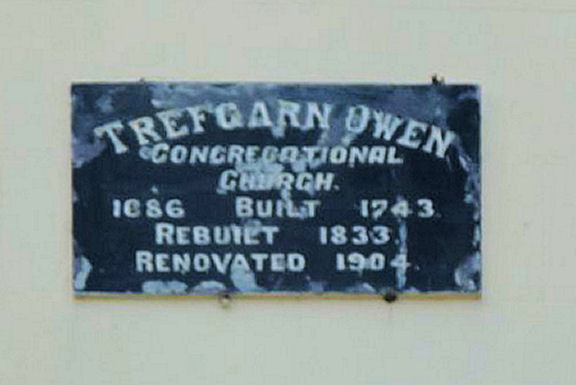 TREFGARN OWEN
CONGREGATIONAL
CHURCH.
1686 BUILT 1743
REBUILT 1833.
RENOVATED 1904.